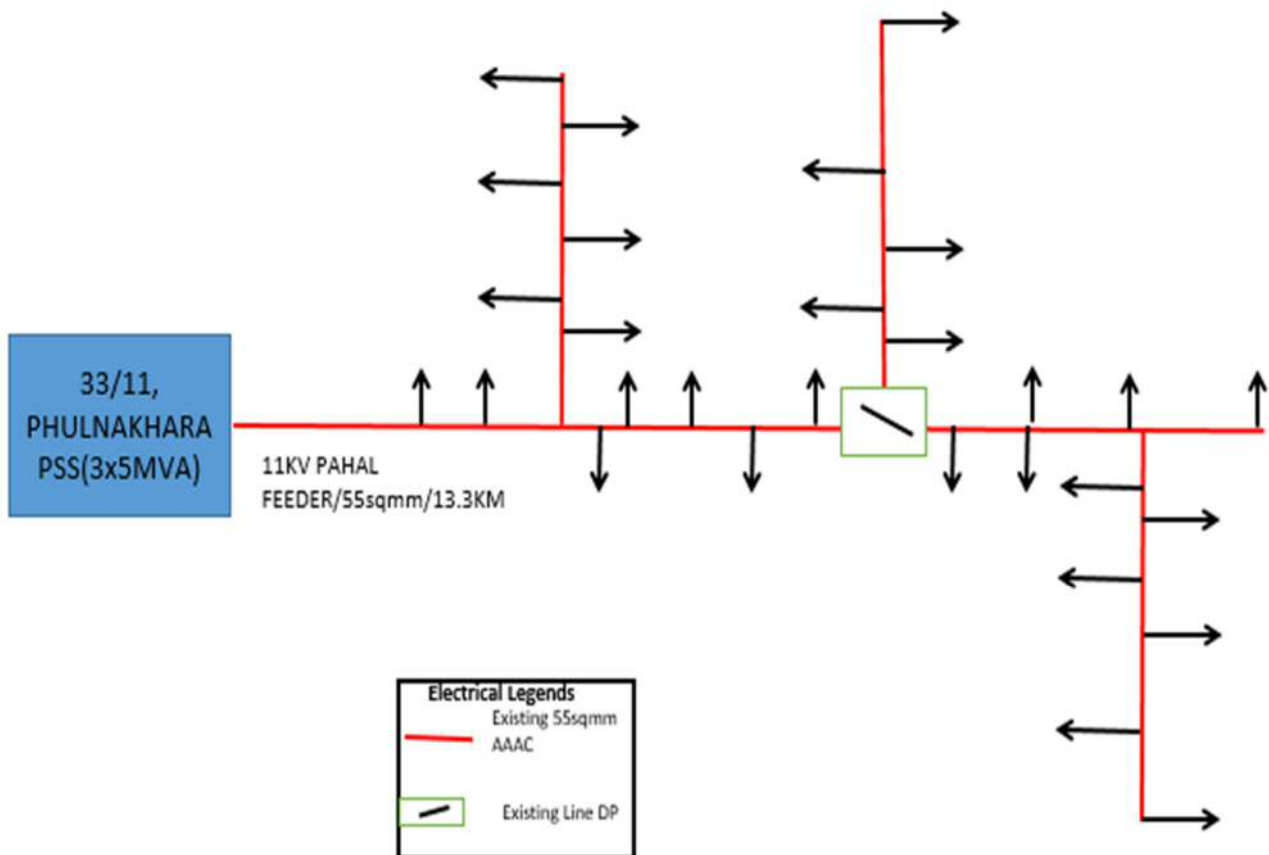 33/11,
PHULNAKHARA
PSS(3x5MVA)
11KV PAHAL
FEEDER/55sqmm/13.3KM
Electrical Legends
Existing 55sqmm
AAAC
Existing Line DP